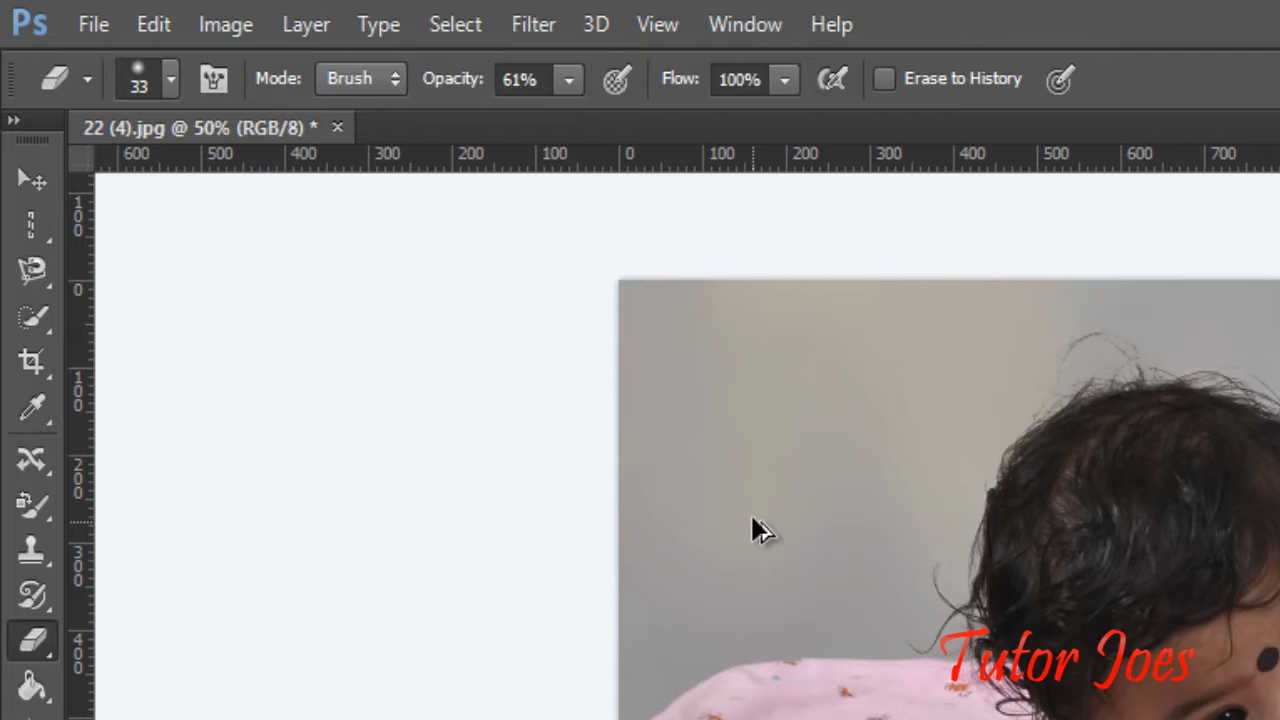 Ps File Edit Image Layer Type Select Filter 3D View Window Help
33 Mode: Brush Opacity: 61% Flow: 100% Erase to History
22 (4).jpg @ 50% (RGB/8) * ×
600 500 400 300 200 100 0 100 200 300 400 500 600 700
100
0
100
200
300
400
Tutor Joes